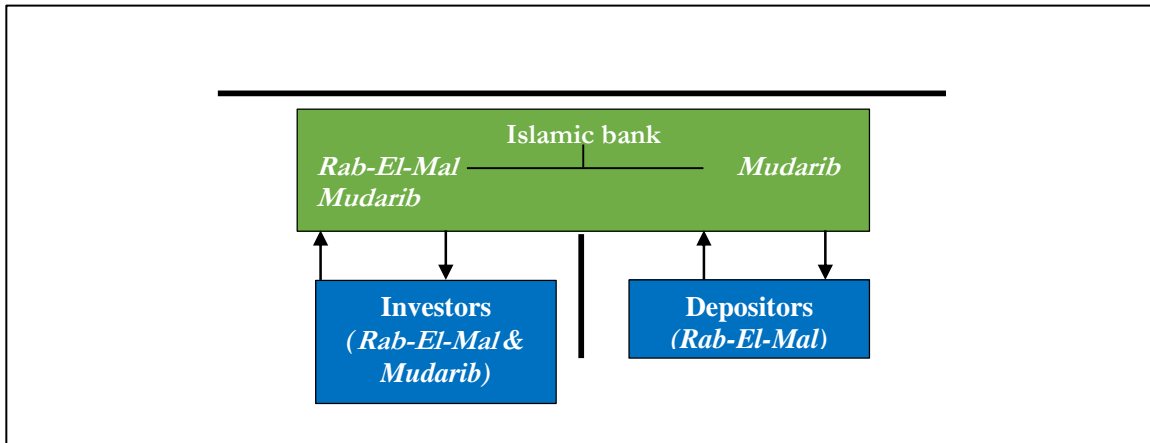 Islamic bank
Rab-El-Mal Mudarib
Mudarib
Investors
(Rab-El-Mal &
Mudarib)
Depositors
(Rab-El-Mal)